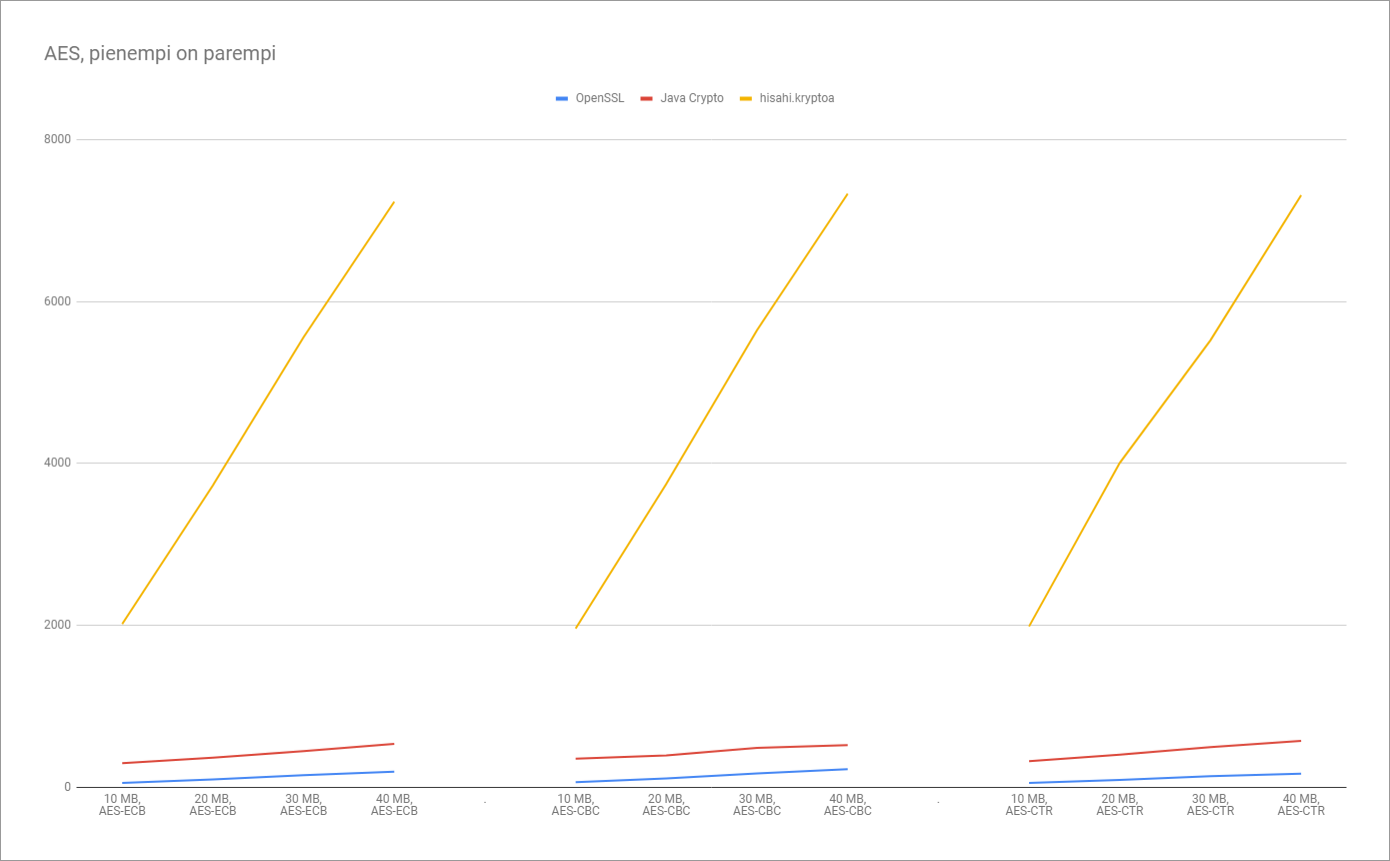 AES, pienempi on parempi
OpenSSL Java Crypto hisahi.kryptoa
8000
6000
4000
2000
0
10 MB, 20 MB, 30 MB, 40 MB, . 10 MB, 20 MB, 30 MB, 40 MB, . 10 MB, 20 MB, 30 MB, 40 MB,
AES-ECB AES-ECB AES-ECB AES-ECB AES-CBC AES-CBC AES-CBC AES-CBC AES-CTR AES-CTR AES-CTR AES-CTR